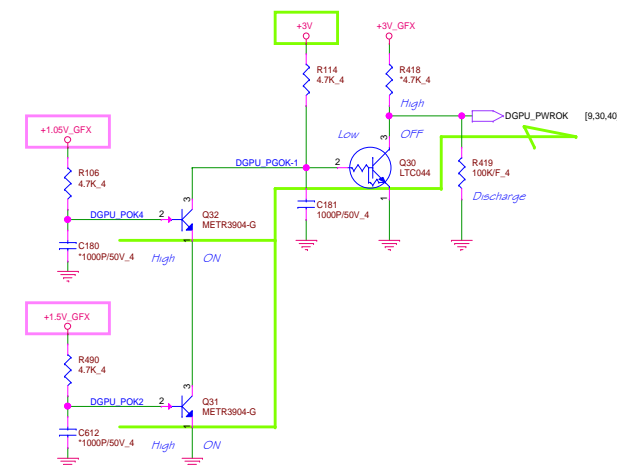 +3V
+3V_GFX
R114
4.7K_4
R418
*4.7K_4
High
DGPU_PWROK [9,30,40
Low
OFF
3
+1.05V_GFX
DGPU_PGOK-1
2
Q30
LTC044
R419
100K/F_4
R106
4.7K_4
1
Discharge
3
C181
1000P/50V_4
DGPU_POK4
2
Q32
METR3904-G
1
C180
*1000P/50V_4
High
ON
+1.5V_GFX
R490
4.7K_4
3
DGPU_POK2
2
Q31
METR3904-G
1
C612
*1000P/50V_4
High
ON